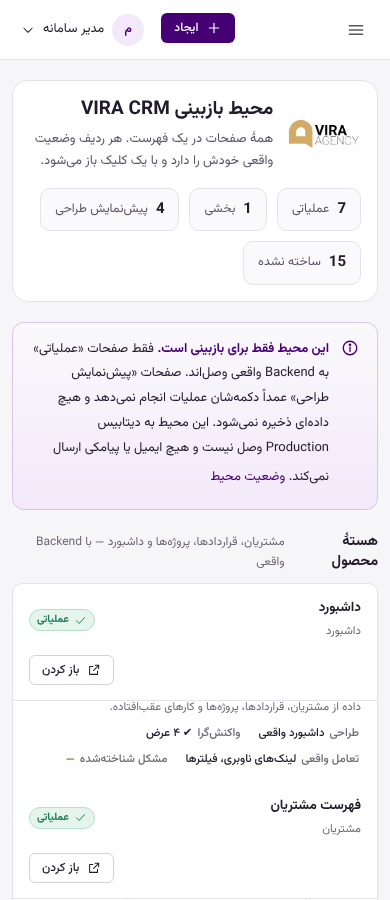 ایجاد
م
مدیر سامانه
VIRA
AGENCY
محیط بازبینی VIRA CRM
همهٔ صفحات در یک فهرست. هر ردیف وضعیت
واقعی خودش را دارد و با یک کلیک باز می‌شود.
7 عملیاتی
1 بخشی
4 پیش‌نمایش طراحی
15 ساخته نشده
این محیط فقط برای بازبینی است. فقط صفحات «عملیاتی»
به Backend واقعی وصل‌اند. صفحات «پیش‌نمایش
طراحی» عمداً دکمه‌شان عملیات انجام نمی‌دهد و هیچ
داده‌ای ذخیره نمی‌شود. این محیط به دیتابیس
Production وصل نیست و هیچ ایمیل یا پیامکی ارسال
نمی‌کند. وضعیت محیط
هستهٔ
محصول
مشتریان، قراردادها، پروژه‌ها و داشبورد — با Backend
واقعی
داشبورد
داشبورد
عملیاتی
باز کردن
داده از مشتریان، قراردادها، پروژه‌ها و کارهای عقب‌افتاده.
طراحی داشبورد واقعی واکنش‌گرا ✔ ۴ عرض
تعامل واقعی لینک‌های ناوبری، فیلترها مشکل شناخته‌شده —
فهرست مشتریان
مشتریان
عملیاتی
باز کردن